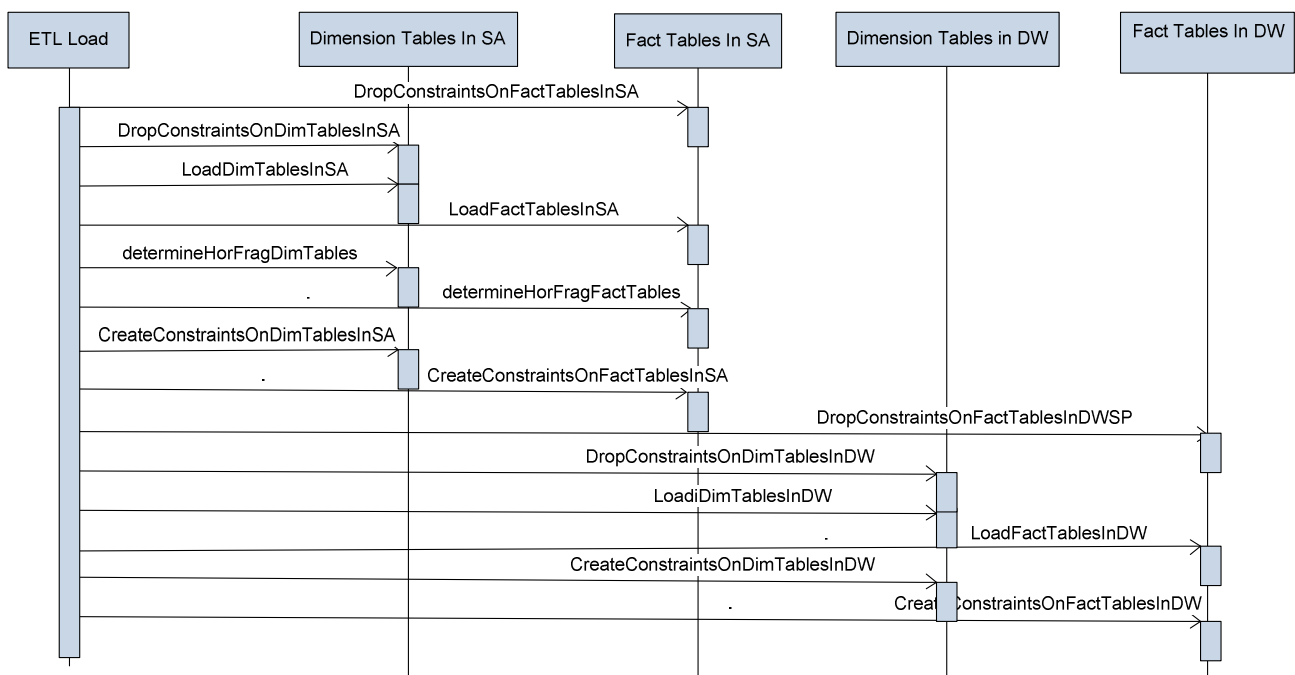 ETL Load
Dimension Tables In SA
Fact Tables In SA
Dimension Tables in DW
Fact Tables In DW
DropConstraintsOnFactTablesInSA
DropConstraintsOnDimTablesInSA
LoadDimTablesInSA
LoadFactTablesInSA
determineHorFragDimTables
determineHorFragFactTables
CreateConstraintsOnDimTablesInSA
CreateConstraintsOnFactTablesInSA
DropConstraintsOnFactTablesInDWSP
DropConstraintsOnDimTablesInDW
LoadiDimTablesInDW
LoadFactTablesInDW
CreateConstraintsOnDimTablesInDW
CreateConstraintsOnFactTablesInDW